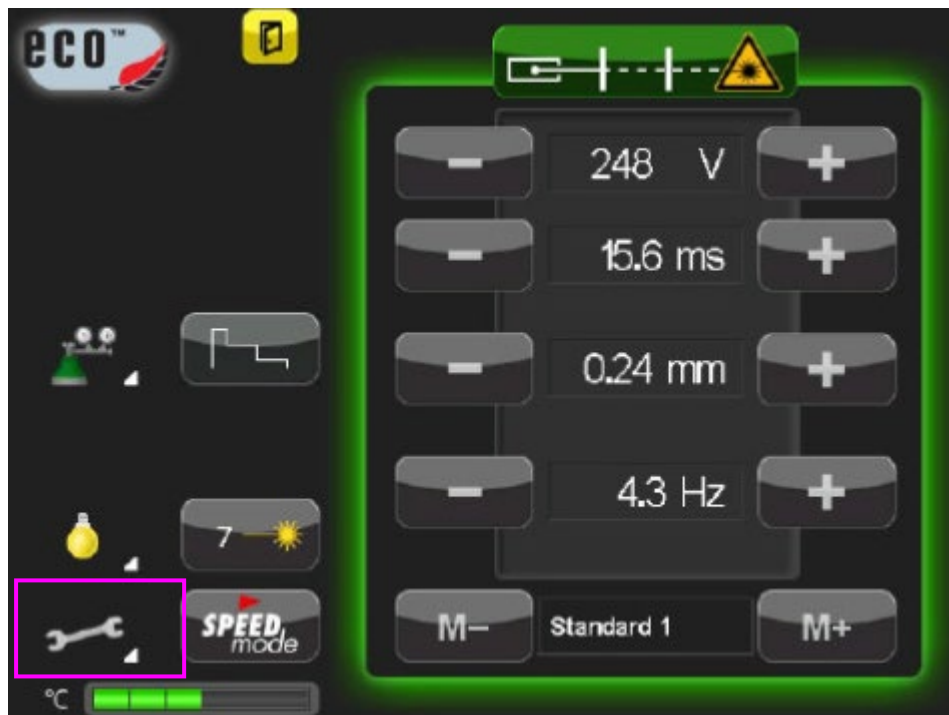 eco™
248 V
15.6 ms
0.24 mm
4.3 Hz
7
SPEED
mode
M-
Standard 1
M+
°C